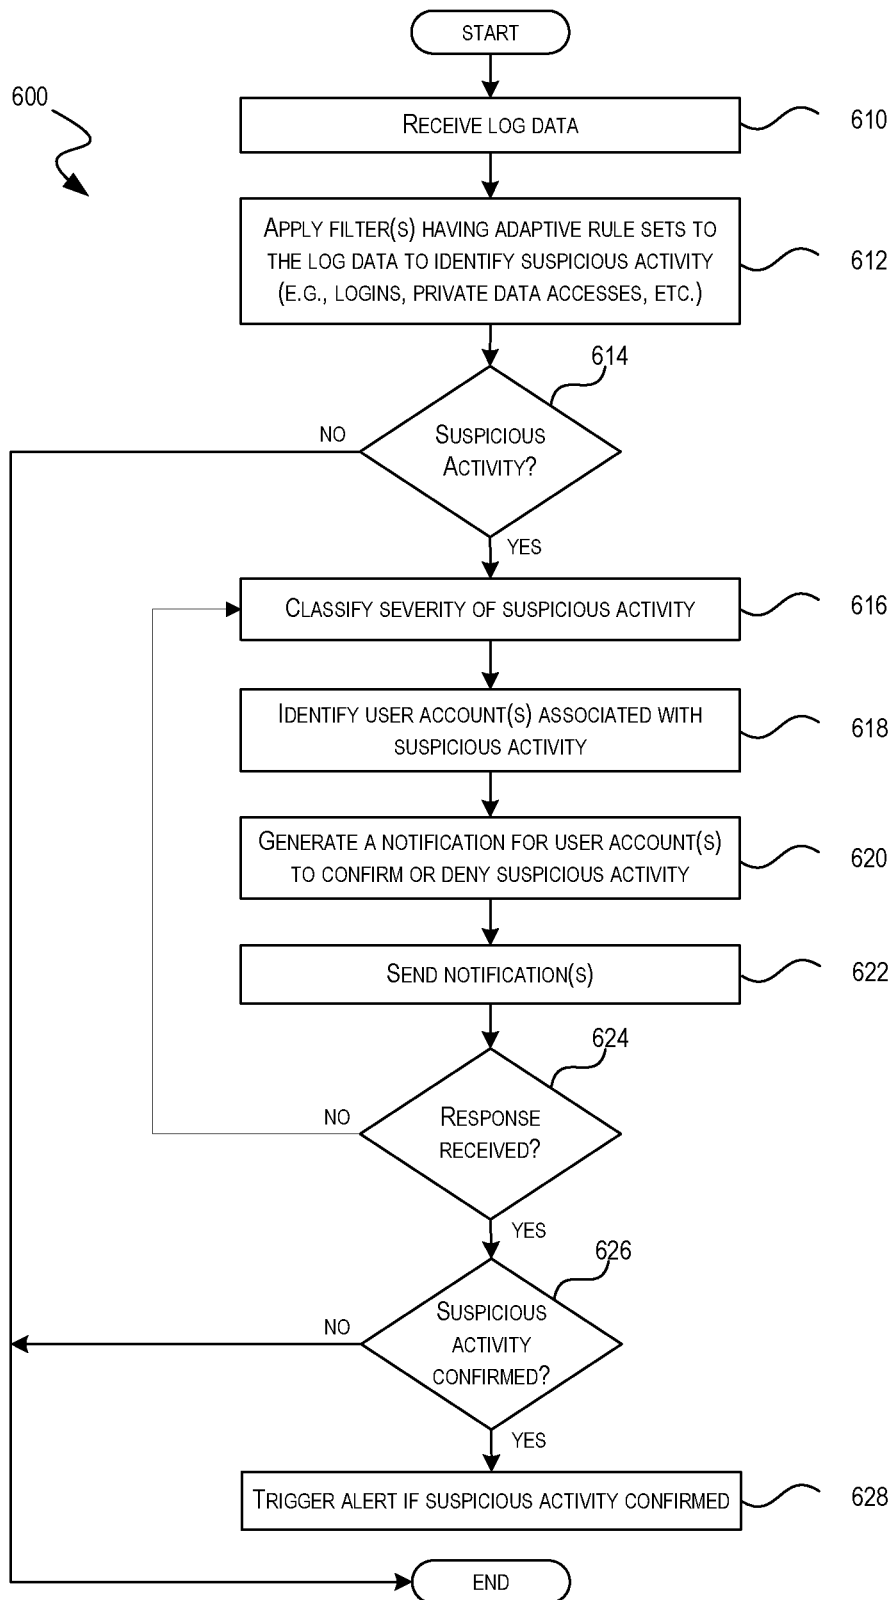 START
600
RECEIVE LOG DATA
610
APPLY FILTER(S) HAVING ADAPTIVE RULE SETS TO
THE LOG DATA TO IDENTIFY SUSPICIOUS ACTIVITY
(E.G., LOGINS, PRIVATE DATA ACCESSES, ETC.)
612
614
SUSPICIOUS
ACTIVITY?
NO
YES
CLASSIFY SEVERITY OF SUSPICIOUS ACTIVITY
616
IDENTIFY USER ACCOUNT(S) ASSOCIATED WITH
SUSPICIOUS ACTIVITY
618
GENERATE A NOTIFICATION FOR USER ACCOUNT(S)
TO CONFIRM OR DENY SUSPICIOUS ACTIVITY
620
SEND NOTIFICATION(S)
622
624
RESPONSE
RECEIVED?
NO
YES
626
SUSPICIOUS
ACTIVITY
CONFIRMED?
NO
YES
TRIGGER ALERT IF SUSPICIOUS ACTIVITY CONFIRMED
628
END